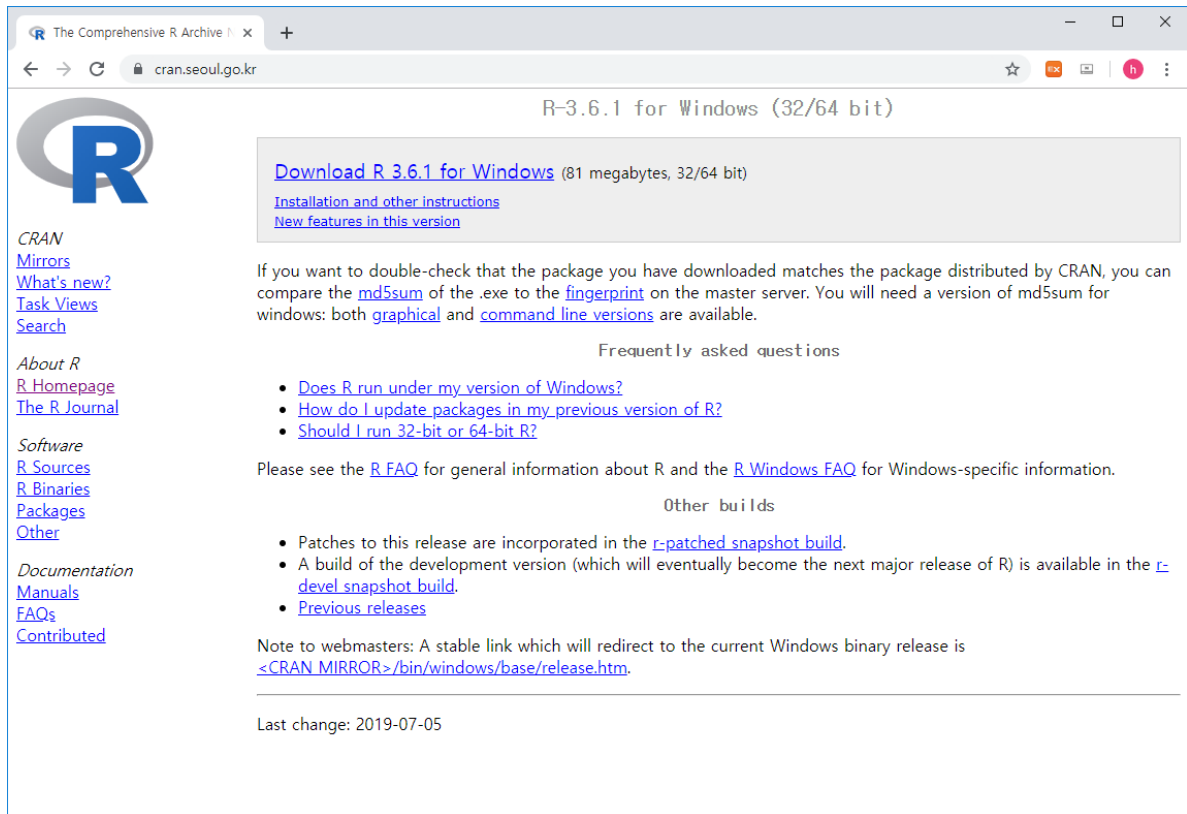 The Comprehensive R Archive N
cran.seoul.go.kr
Ex
h
R
R-3.6.1 for Windows (32/64 bit)
Download R 3.6.1 for Windows (81 megabytes, 32/64 bit)
Installation and other instructions
New features in this version
CRAN
Mirrors
What's new?
Task Views
Search
About R
R Homepage
The R Journal
Software
R Sources
R Binaries
Packages
Other
Documentation
Manuals
FAQs
Contributed
If you want to double-check that the package you have downloaded matches the package distributed by CRAN, you can
compare the md5sum of the .exe to the fingerprint on the master server. You will need a version of md5sum for
windows: both graphical and command line versions are available.
Frequently asked questions
Does R run under my version of Windows?
How do I update packages in my previous version of R?
Should I run 32-bit or 64-bit R?
Please see the R FAQ for general information about R and the R Windows FAQ for Windows-specific information.
Other builds
Patches to this release are incorporated in the r-patched snapshot build.
A build of the development version (which will eventually become the next major release of R) is available in the r-
devel snapshot build.
Previous releases
Note to webmasters: A stable link which will redirect to the current Windows binary release is
<CRAN MIRROR>/bin/windows/base/release.htm.
Last change: 2019-07-05